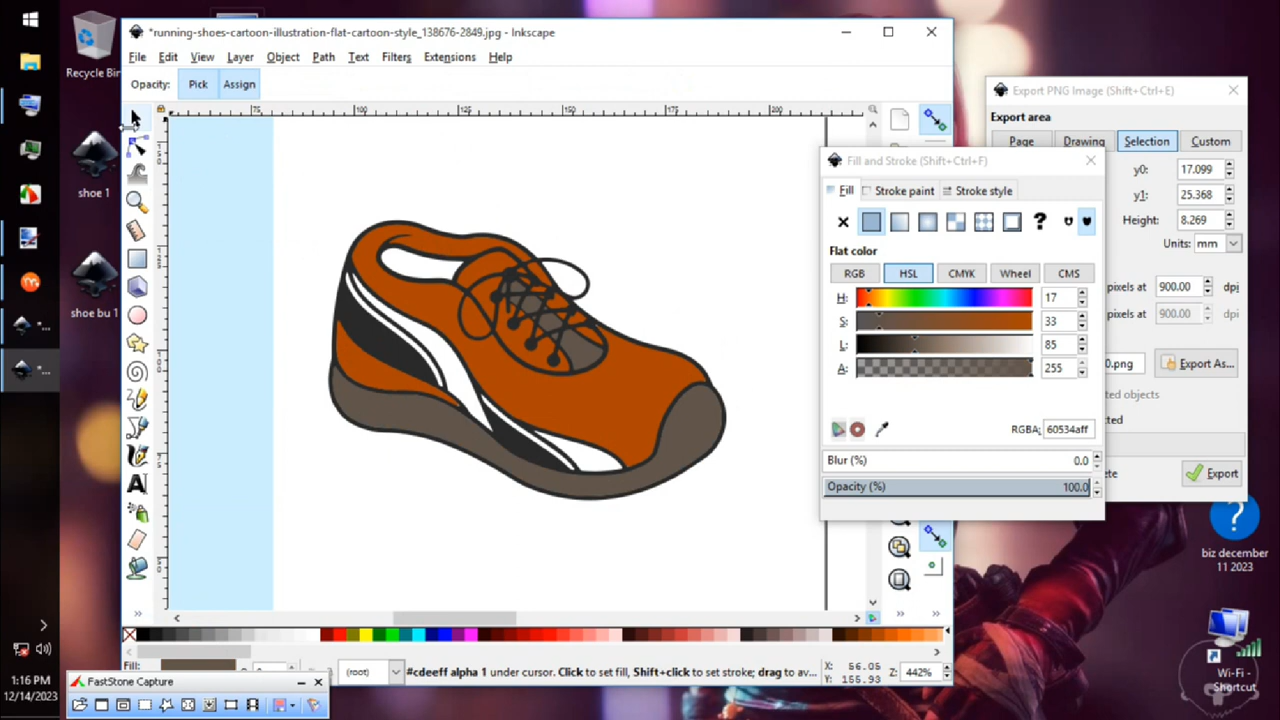 Recycle Bin
shoe 1
shoe bu 1
"...
"...
1:16 PM
12/14/2023
*running-shoes-cartoon-illustration-flat-cartoon-style_138676-2849.jpg - Inkscape
File Edit View Layer Object Path Text Filters Extensions Help
Opacity: Pick Assign
75 100 125 150 175 200
Export PNG Image (Shift+Ctrl+E)
Export area
Page Drawing Selection Custom
y0: 17.099
y1: 25.368
Height: 8.269
Units: mm
pixels at 900.00 dpi
pixels at 900.00 dpi
0.png Export As...
objects
Export
Fill and Stroke (Shift+Ctrl+F)
Fill Stroke paint Stroke style
?
Flat color
RGB HSL CMYK Wheel CMS
H: 17
S: 33
L: 85
A: 255
RGBA: 60534aff
Blur (%) 0.0
Opacity (%) 100.0
Fill:
(root)
#cdeeff alpha 1 under cursor. Click to set fill, Shift+click to set stroke; drag to av...
X: 56.05
Y: 155.93
Z: 442%
FastStone Capture
biz december
11 2023
Wi-Fi -
Shortcut